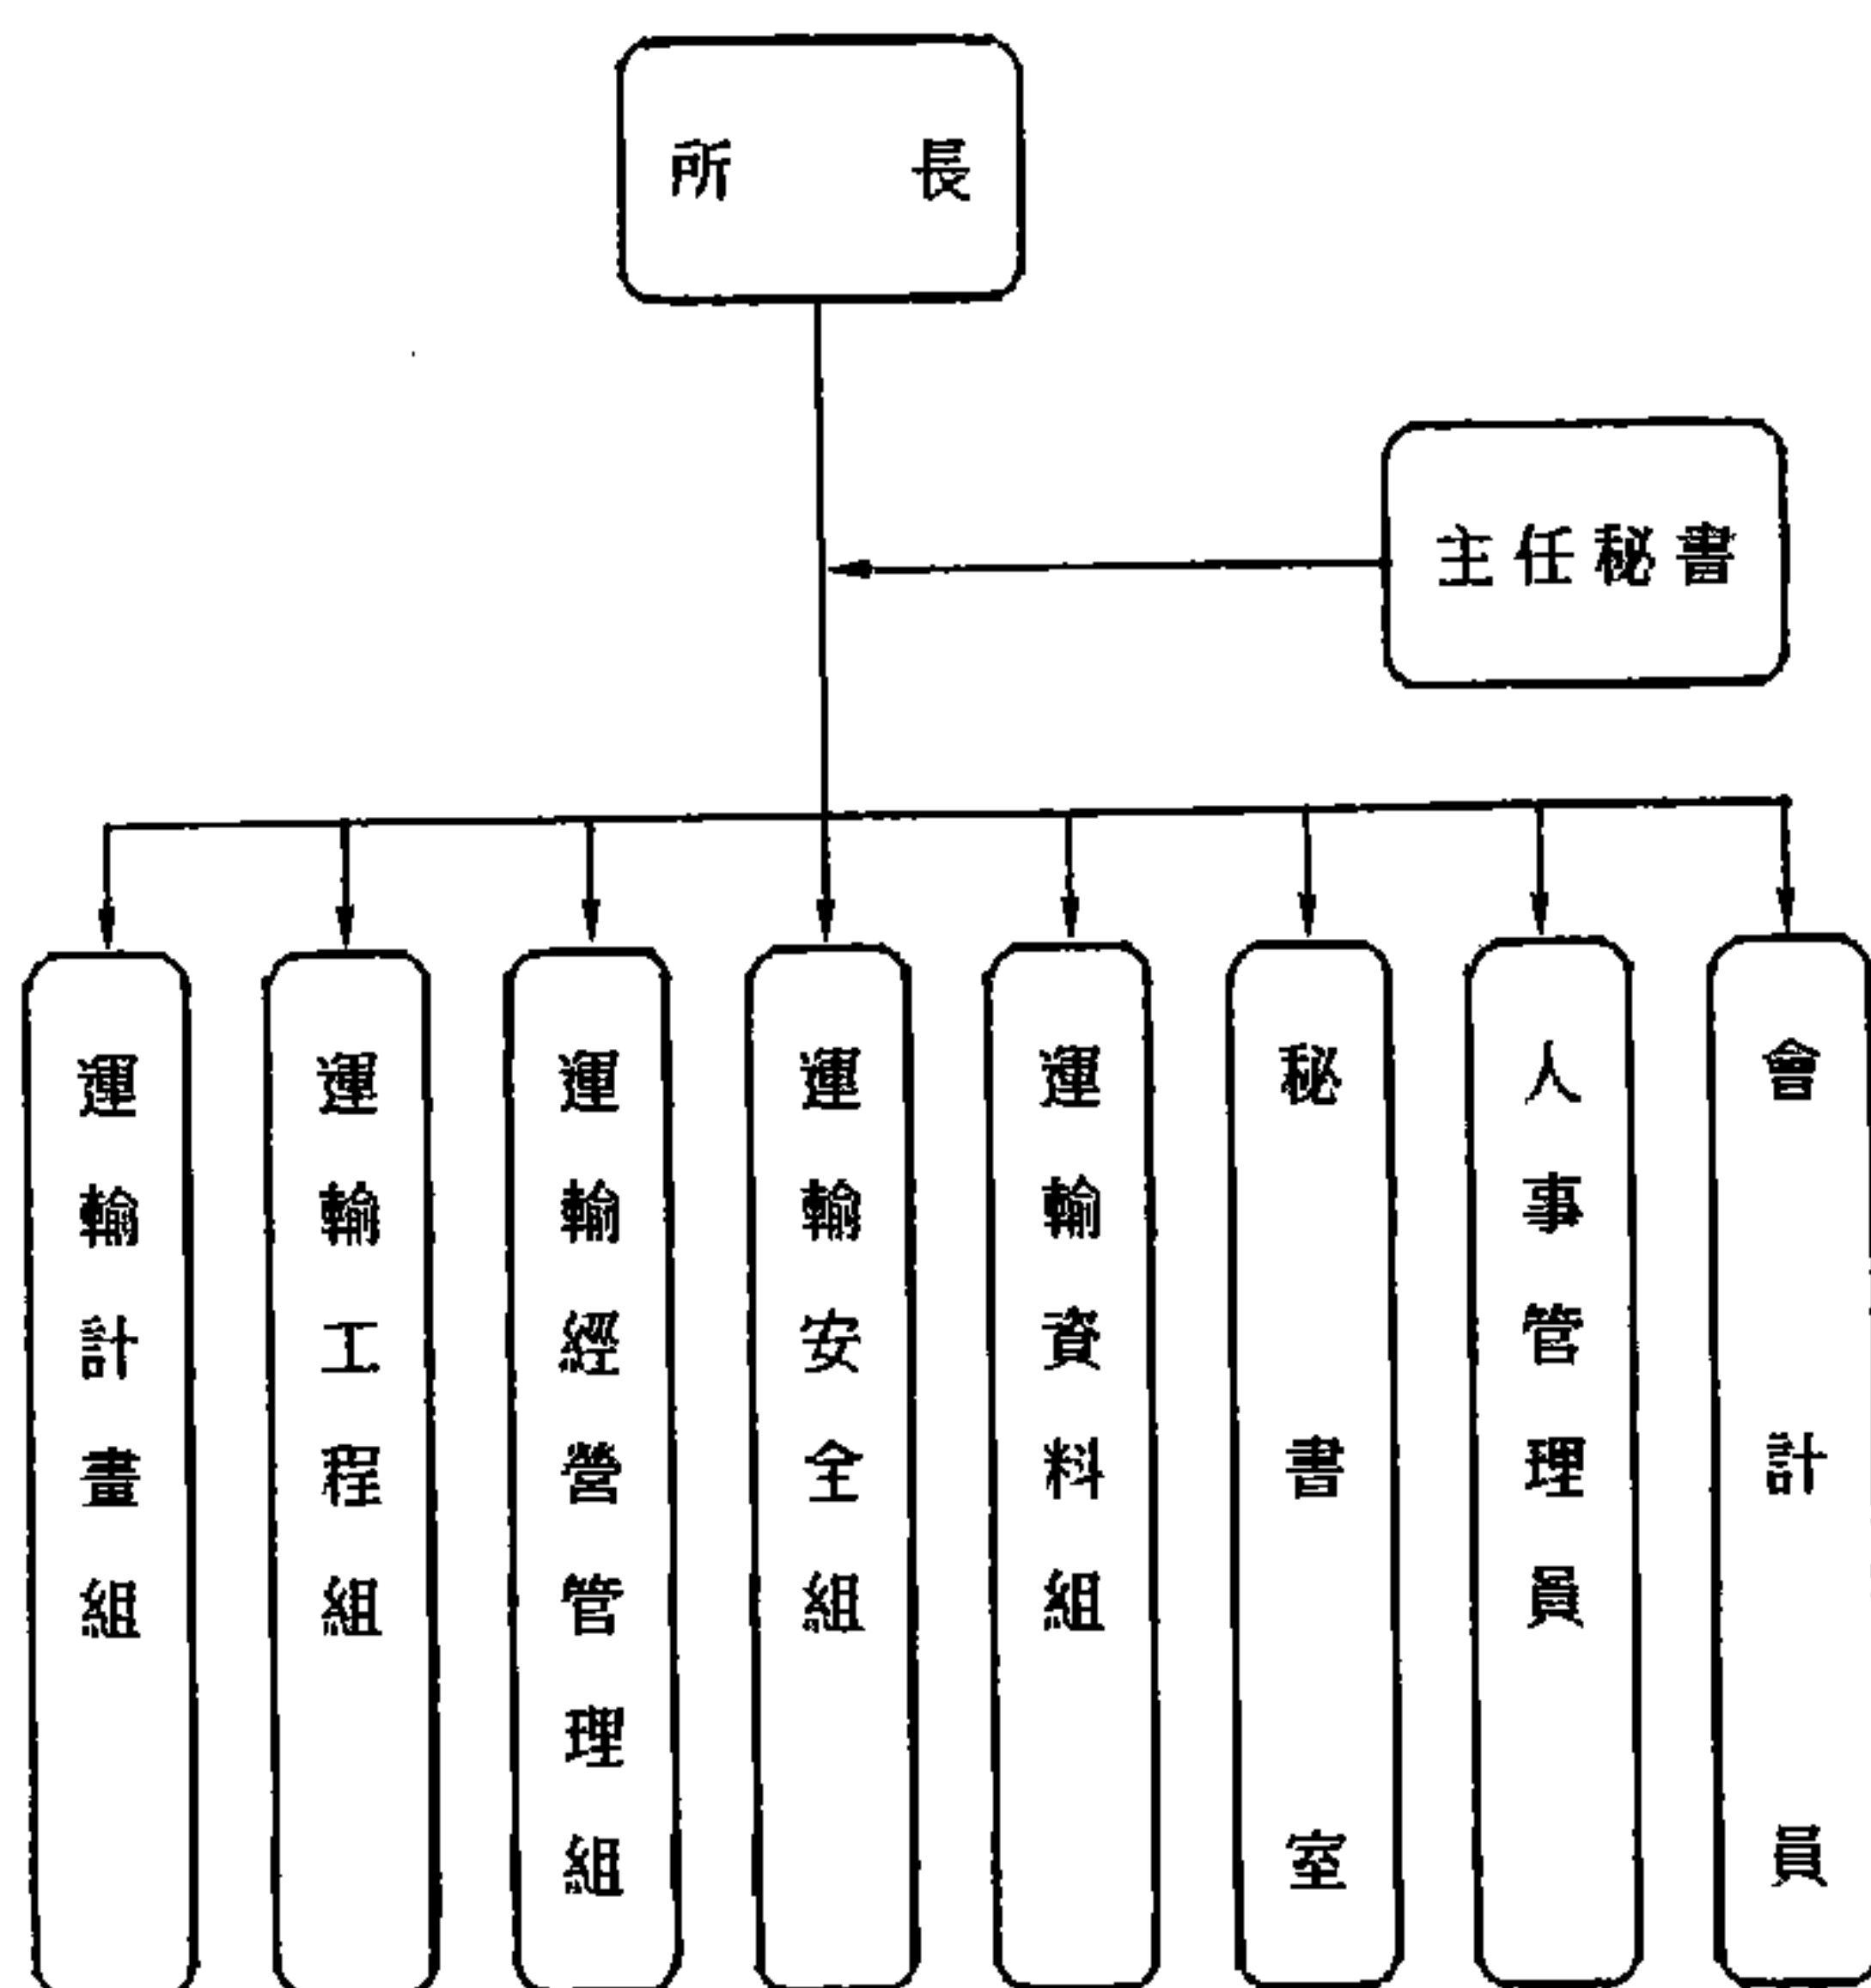 所長
主任秘書
運輸計畫組
運輸工程組
運輸經營管理組
運輸安全組
運輸資料組
秘書室
人事管理員
會計員